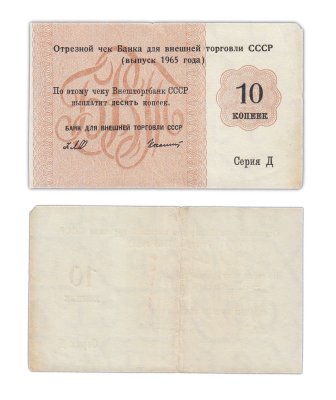 Отрезной чек Банка для внешней торговли СССР
(выпуск 1965 года)
По этому чеку Внешторгбанк СССР
выплатит десять копеек.
БАНК ДЛЯ ВНЕШНЕЙ ТОРГОВЛИ СССР
10
КОПЕЕК
Серия Д